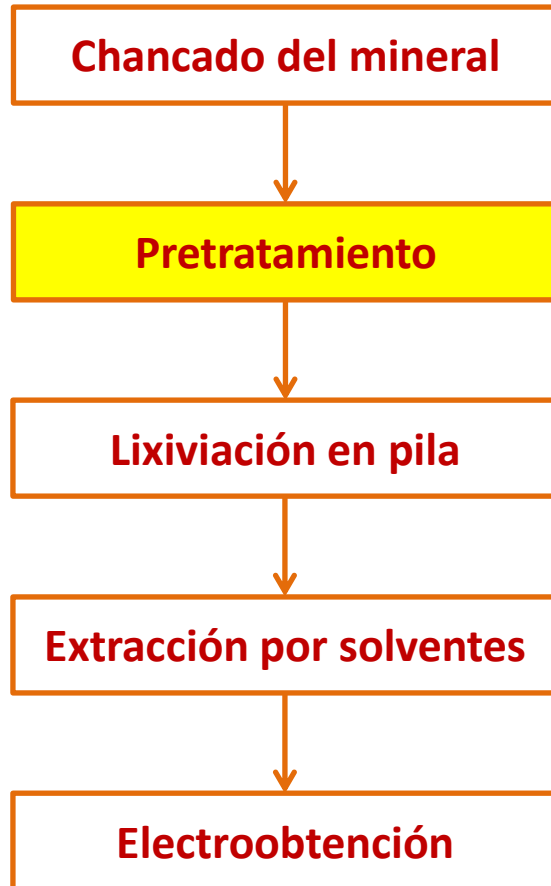 Chancado del mineral
Pretratamiento
Lixiviación en pila
Extracción por solventes
Electroobtención